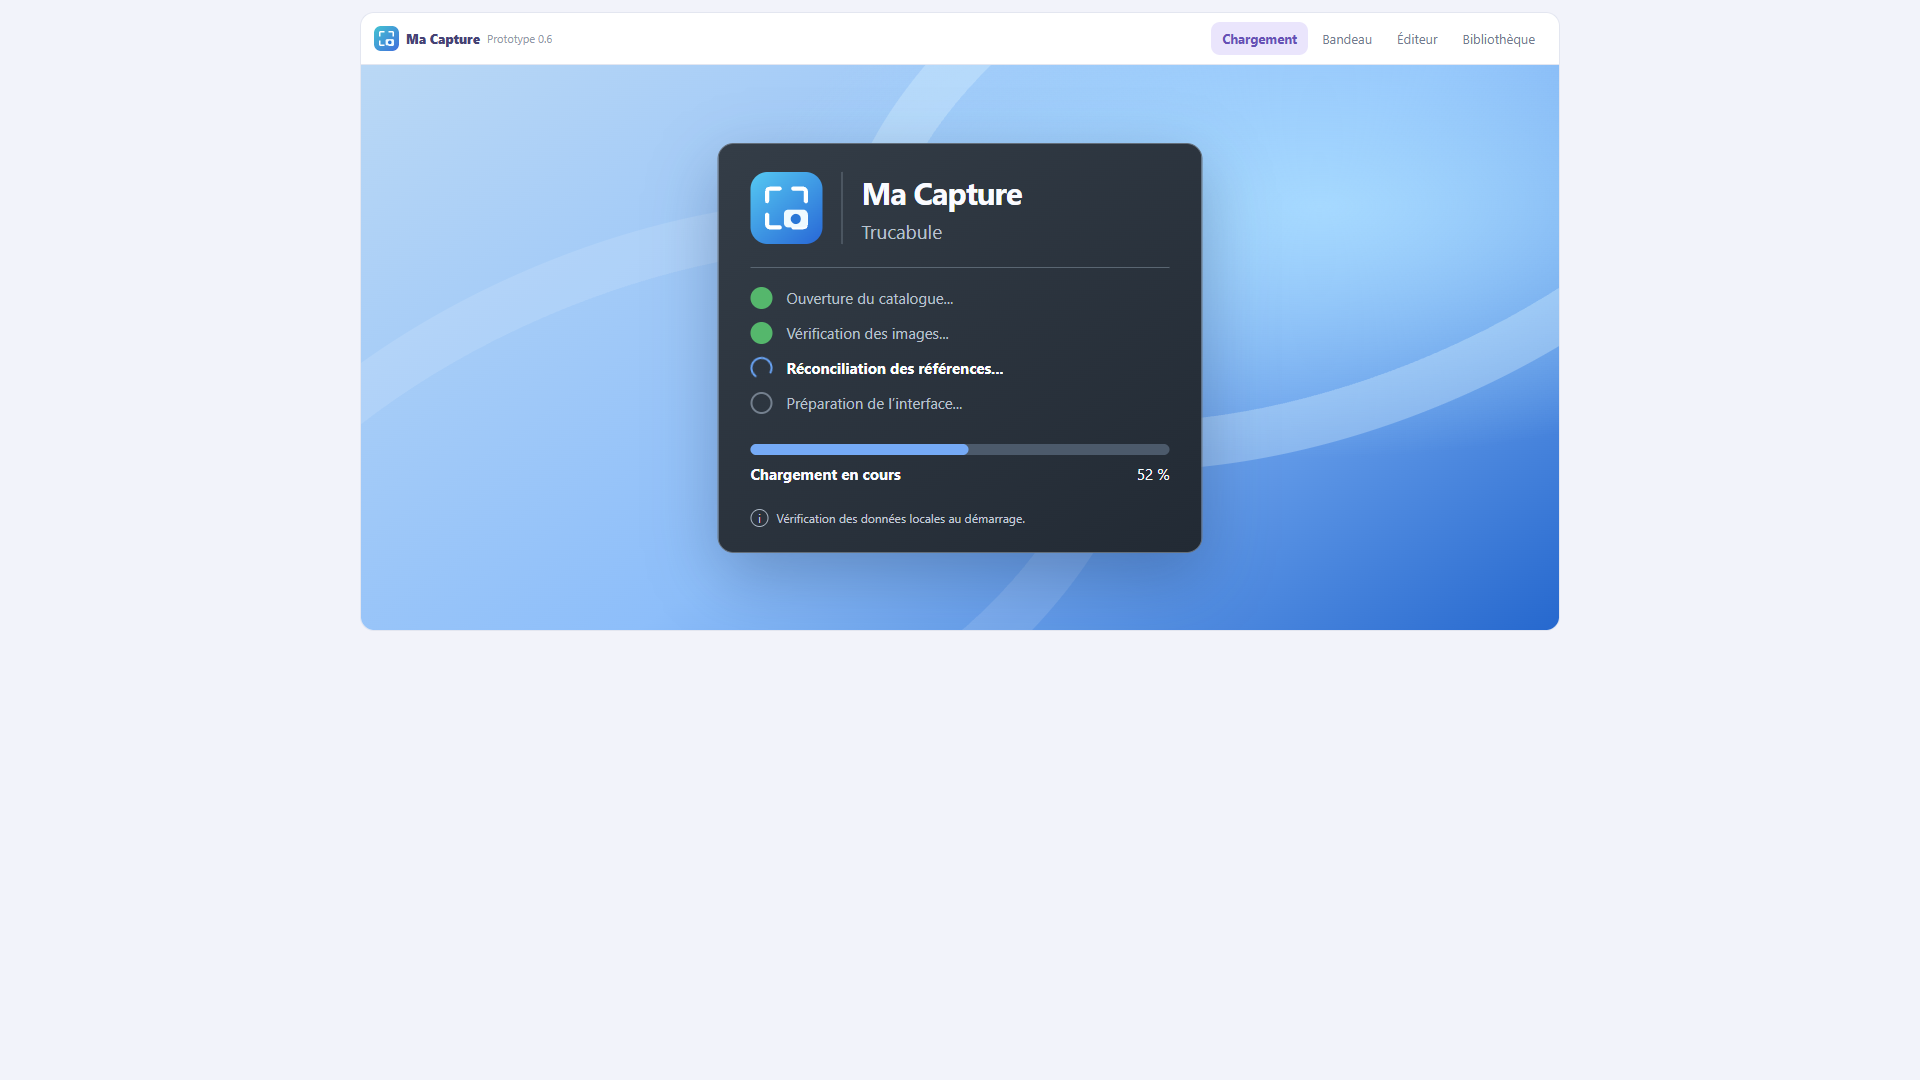 Ma Capture Prototype 0.6
Chargement Bandeau Éditeur Bibliothèque
Ma Capture
Trucabule
Ouverture du catalogue...
Vérification des images...
Réconciliation des références...
Préparation de l’interface...
Chargement en cours 52 %
Vérification des données locales au démarrage.